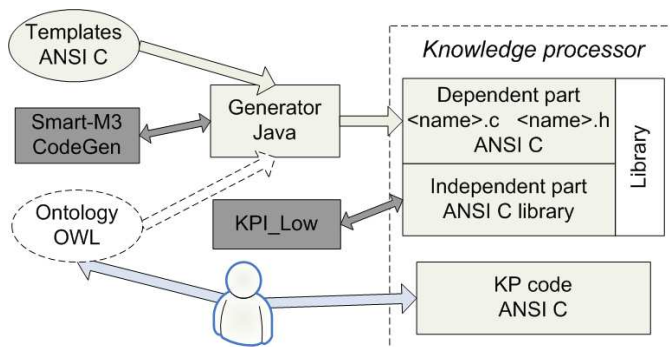 Templates
ANSI C
Knowledge processor
Smart-M3
CodeGen
Generator
Java
Dependent part
<name>.c <name>.h
ANSI C
Library
Independent part
ANSI C library
Ontology
OWL
KPI_Low
KP code
ANSI C